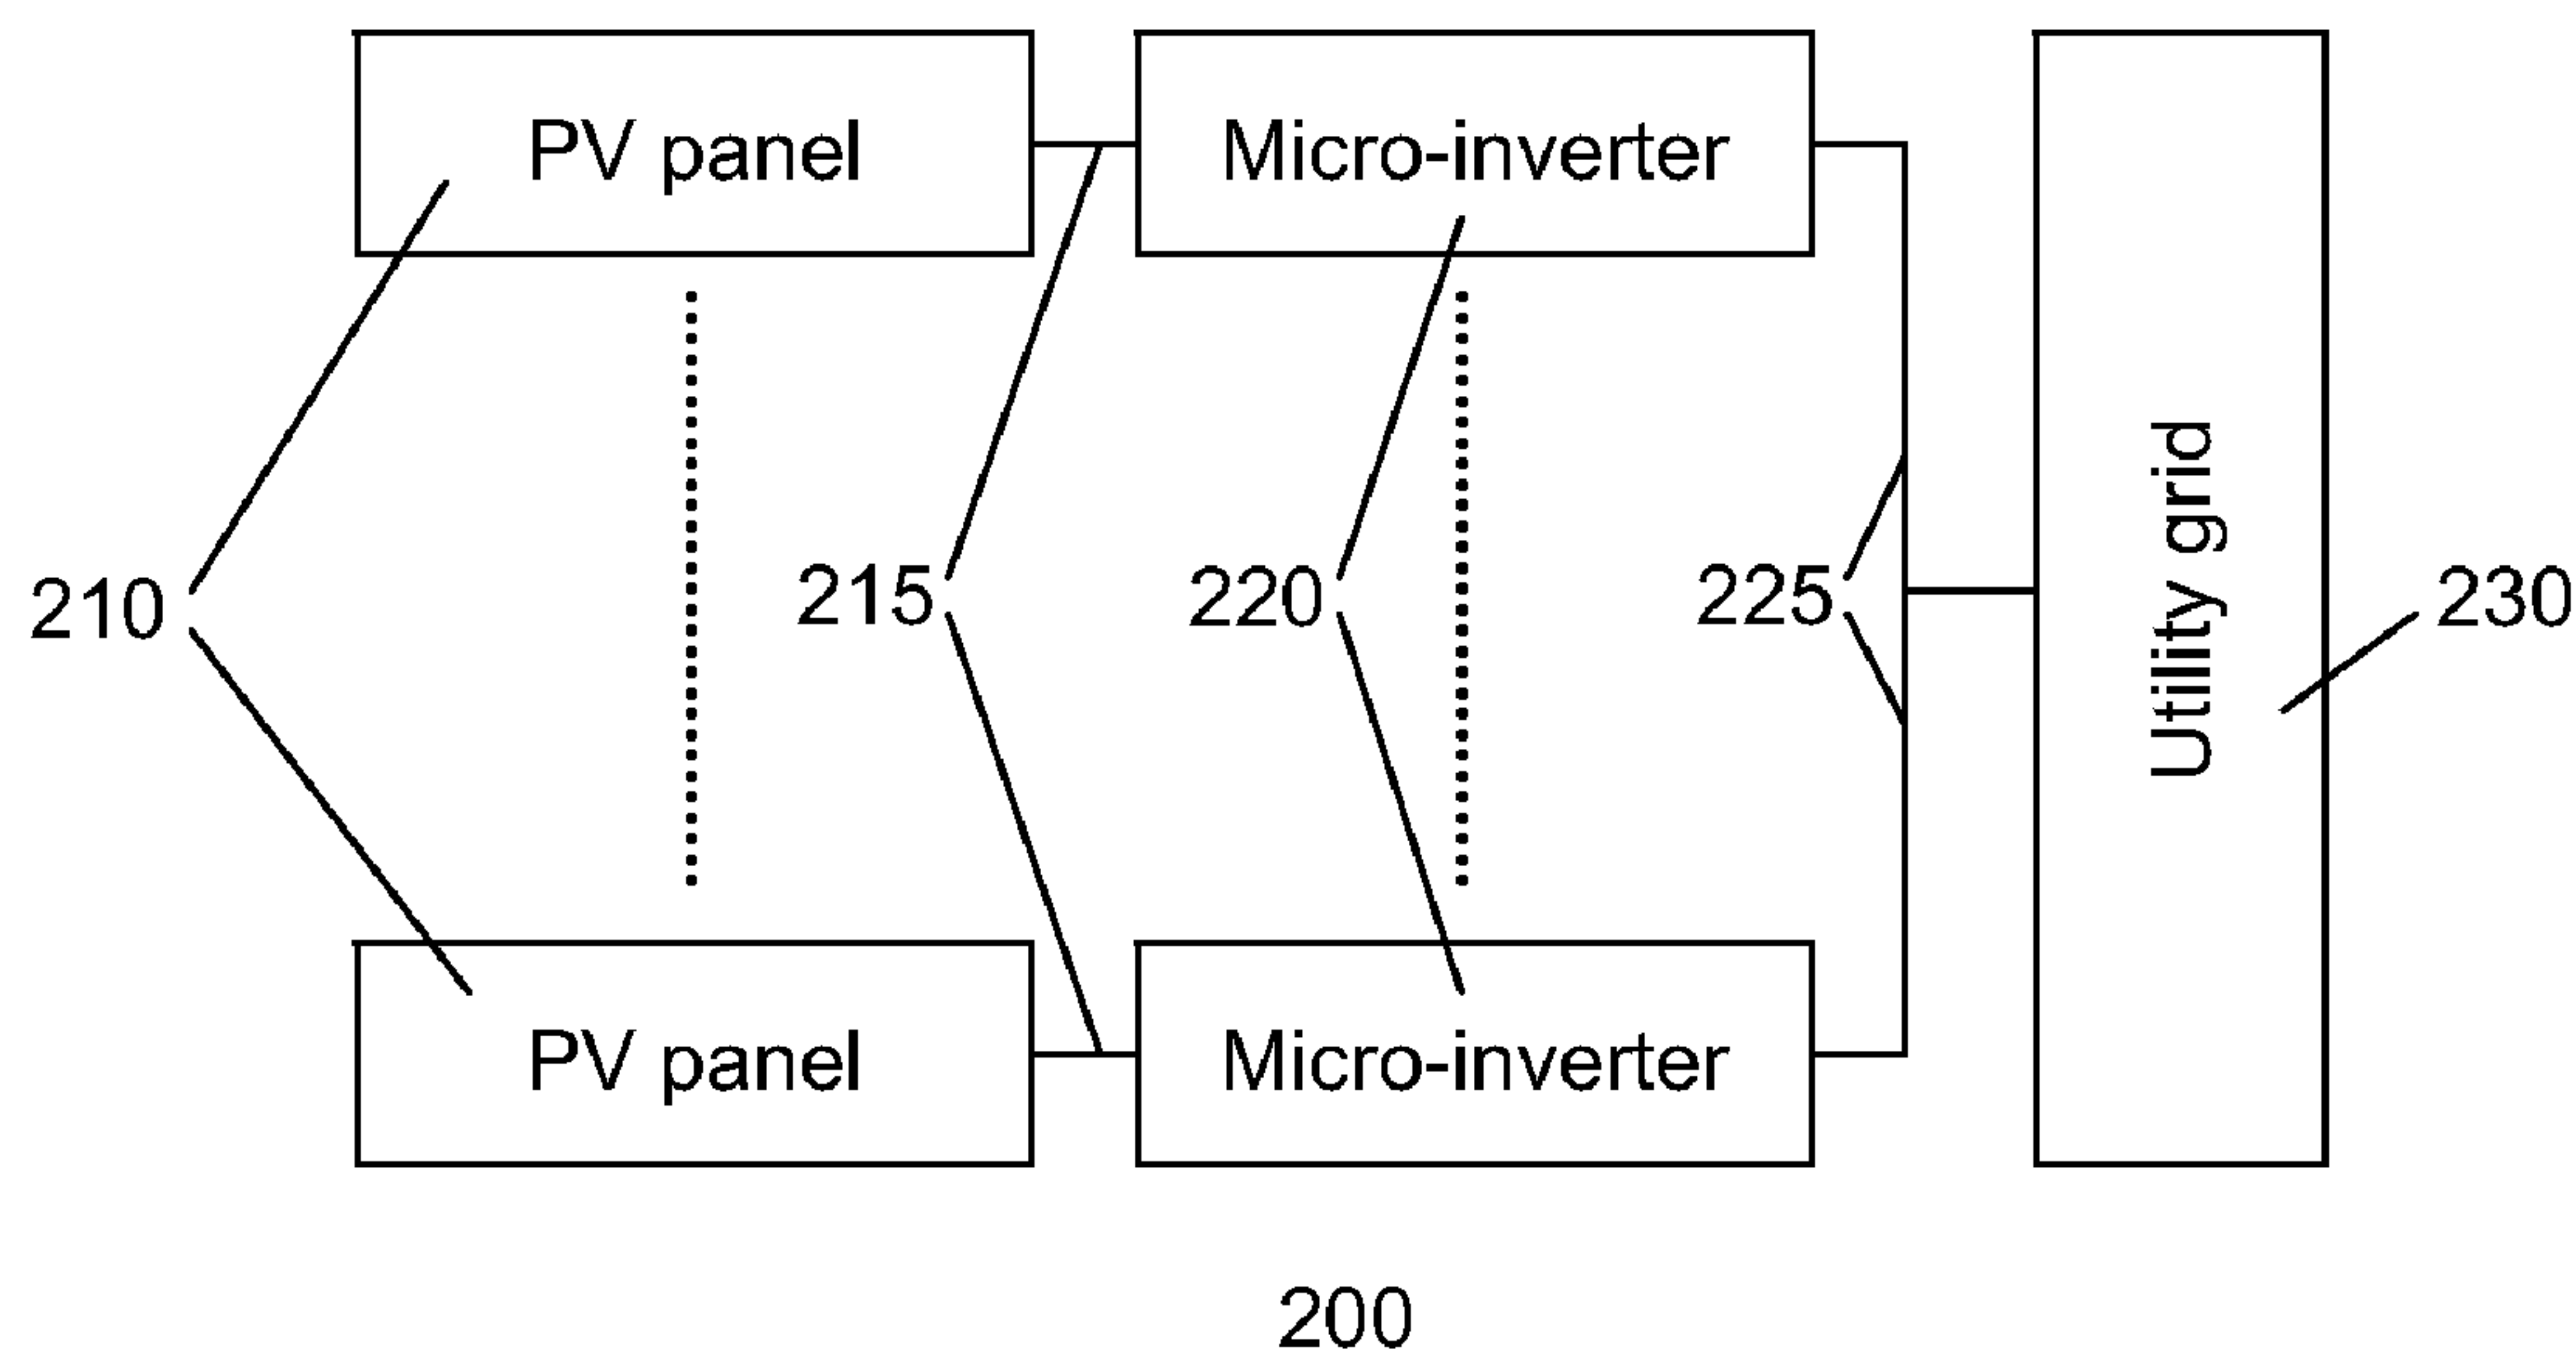 PV panel
Micro-inverter
210
215
220
225
Utility grid
230
PV panel
Micro-inverter
200